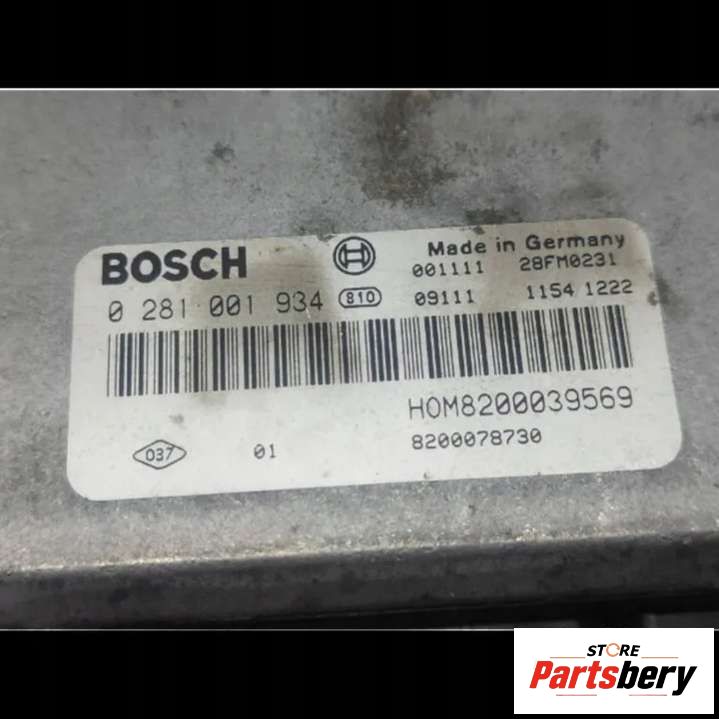 BOSCH
Made in Germany
001111 28FM0231
0 281 001 934 810 09111 1154 1222
HOM8200039569
037 01 8200078730
STORE
Partsbery